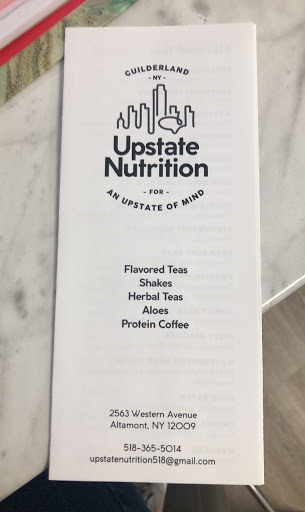 GUILDERLAND
- NY -
Upstate
Nutrition
- FOR -
AN UPSTATE OF MIND
Flavored Teas
Shakes
Herbal Teas
Aloes
Protein Coffee
2563 Western Avenue
Altamont, NY 12009
518-365-5014
upstatenutrition518@gmail.com